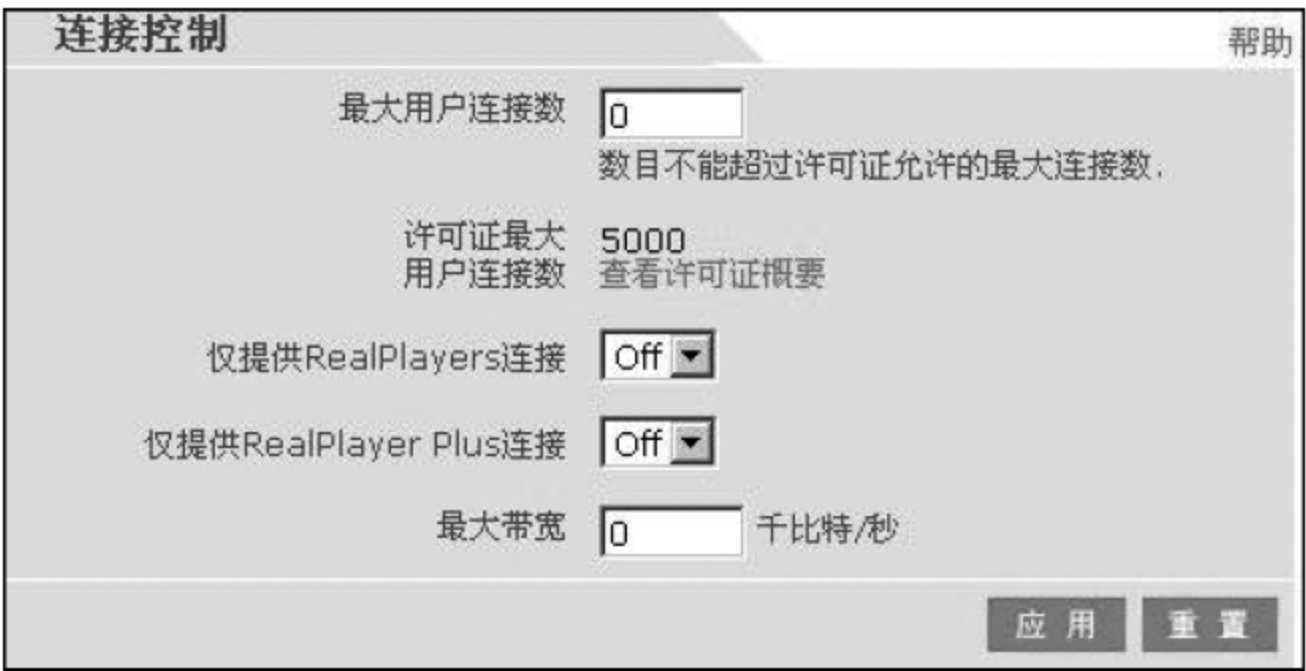 连接控制
帮助
最大用户连接数 0
数目不能超过许可证允许的最大连接数.
许可证最大 5000
用户连接数 查看许可证概要
仅提供RealPlayers连接 Off
仅提供RealPlayer Plus连接 Off
最大带宽 0 千比特/秒
应用 重置